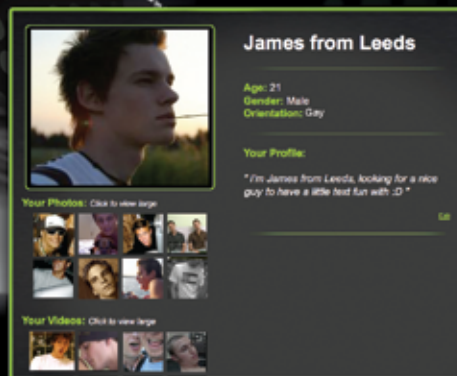 James from Leeds
Age: 21
Gender: Male
Orientation: Gay
Your Profile:
" I'm James from Leeds, looking for a nice
guy to have a little text fun with :D "
Edit
Your Photos: Click to view large
Your Videos: Click to view large